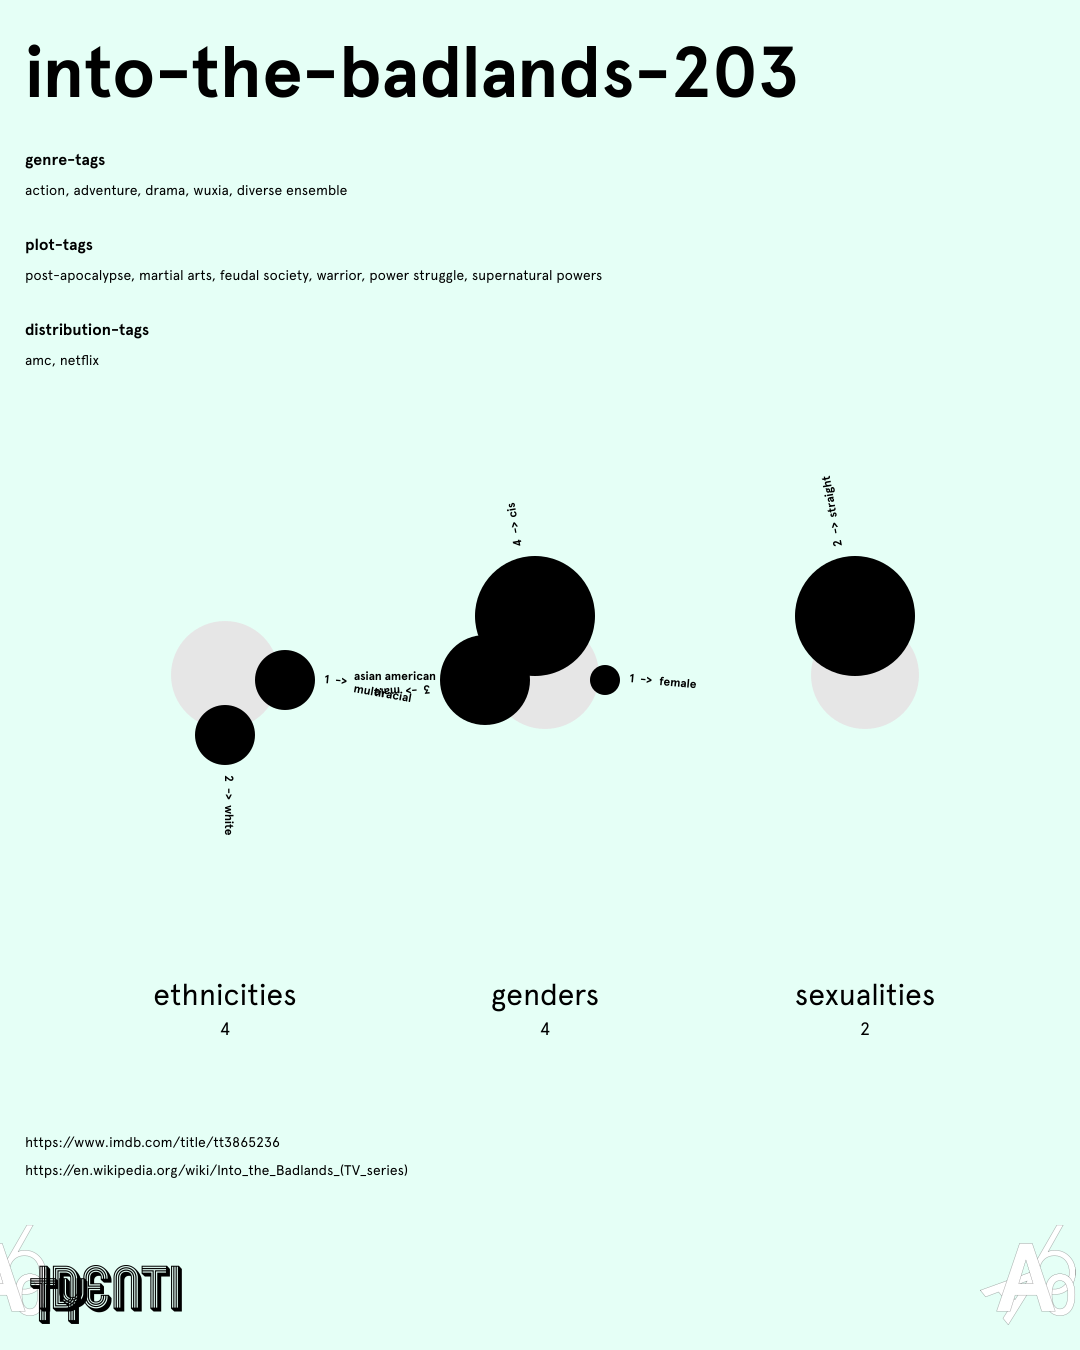 into-the-badlands-203
genre-tags
action, adventure, drama, wuxia, diverse ensemble
plot-tags
post-apocalypse, martial arts, feudal society, warrior, power struggle, supernatural powers
distribution-tags
amc, netflix
4 -> cis
2 -> straight
1 -> asian american
multiracial
3 -> man
1 -> female
2 -> white
ethnicities
4
genders
4
sexualities
2
https://www.imdb.com/title/tt3865236
https://en.wikipedia.org/wiki/Into_the_Badlands_(TV_series)